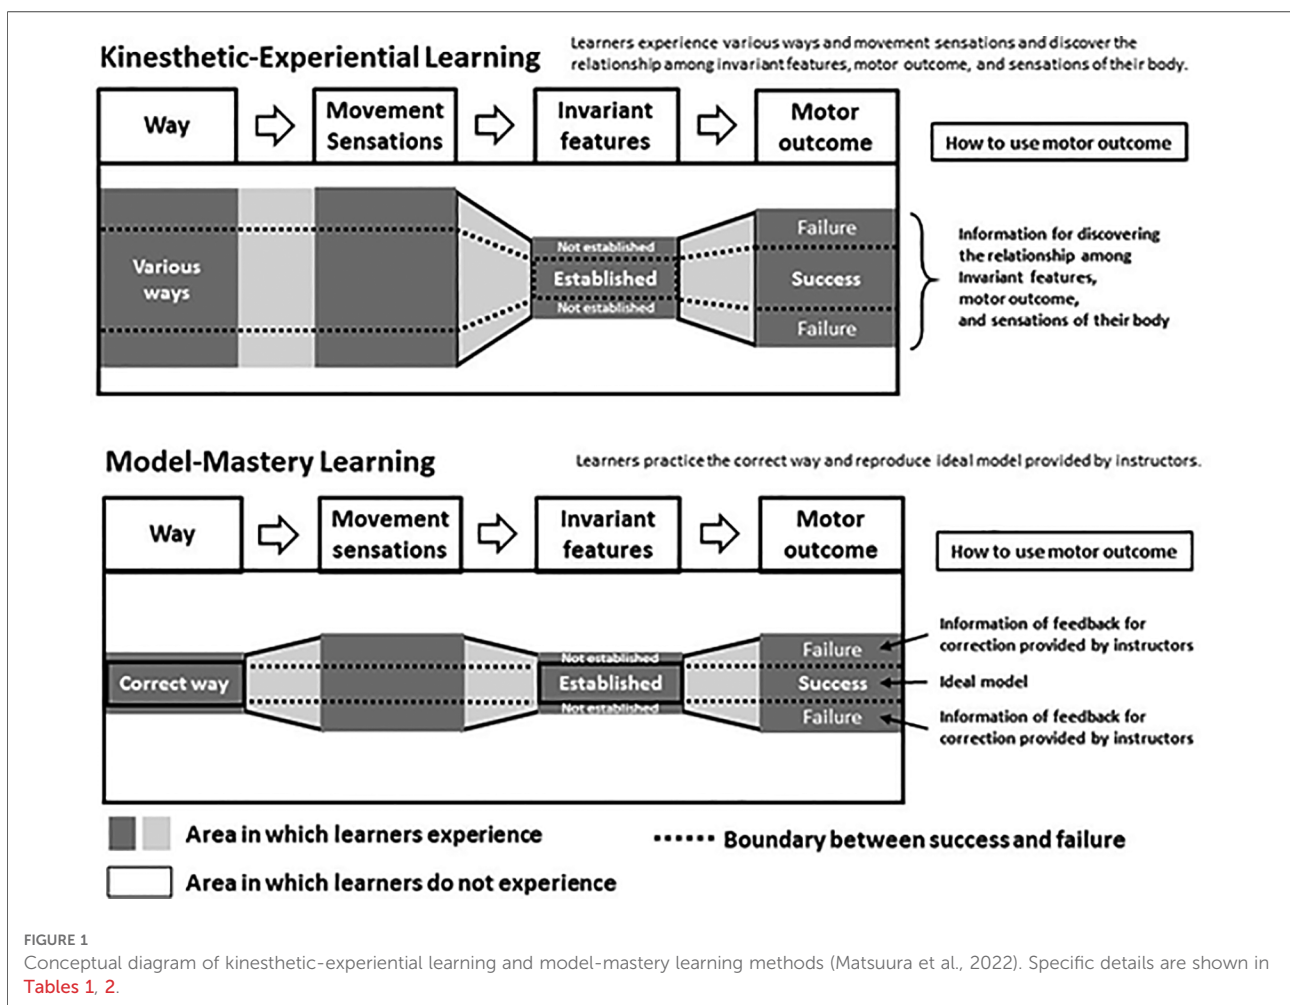 Kinesthetic-Experiential Learning
Learners experience various ways and movement sensations and discover the
relationship among invariant features, motor outcome, and sensations of their body.
Way
Movement
Sensations
Invariant
features
Motor
outcome
How to use motor outcome
Various
ways
Not established
Established
Not established
Failure
Success
Failure
Information for discovering
the relationship among
Invariant features,
motor outcome,
and sensations of their body
Model-Mastery Learning
Learners practice the correct way and reproduce ideal model provided by instructors.
Way
Movement
sensations
Invariant
features
Motor
outcome
How to use motor outcome
Correct way
Not established
Established
Not established
Failure
Success
Failure
Information of feedback for
correction provided by instructors
Ideal model
Information of feedback for
correction provided by instructors
Area in which learners experience
Boundary between success and failure
Area in which learners do not experience
FIGURE 1
Conceptual diagram of kinesthetic-experiential learning and model-mastery learning methods (Matsuura et al., 2022). Specific details are shown in
Tables 1, 2.